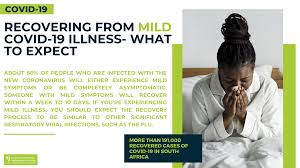 COVID-19
RECOVERING FROM MILD
COVID-19 ILLNESS- WHAT
TO EXPECT
ABOUT 80% OF PEOPLE WHO ARE INFECTED WITH THE
NEW CORONAVIRUS WILL EITHER EXPERIENCE MILD
SYMPTOMS OR BE COMPLETELY ASYMPTOMATIC.
SOMEONE WITH MILD SYMPTOMS WILL RECOVER
WITHIN A WEEK TO 10 DAYS. IF YOU'RE EXPERIENCING
MILD ILLNESS, YOU SHOULD EXPECT THE RECOVERY
PROCESS TO BE SIMILAR TO OTHER SIGNIFICANT
RESPIRATORY VIRAL INFECTIONS, SUCH AS THE FLU.
MORE THAN 191,000
RECOVERED CASES OF
COVID-19 IN SOUTH
AFRICA